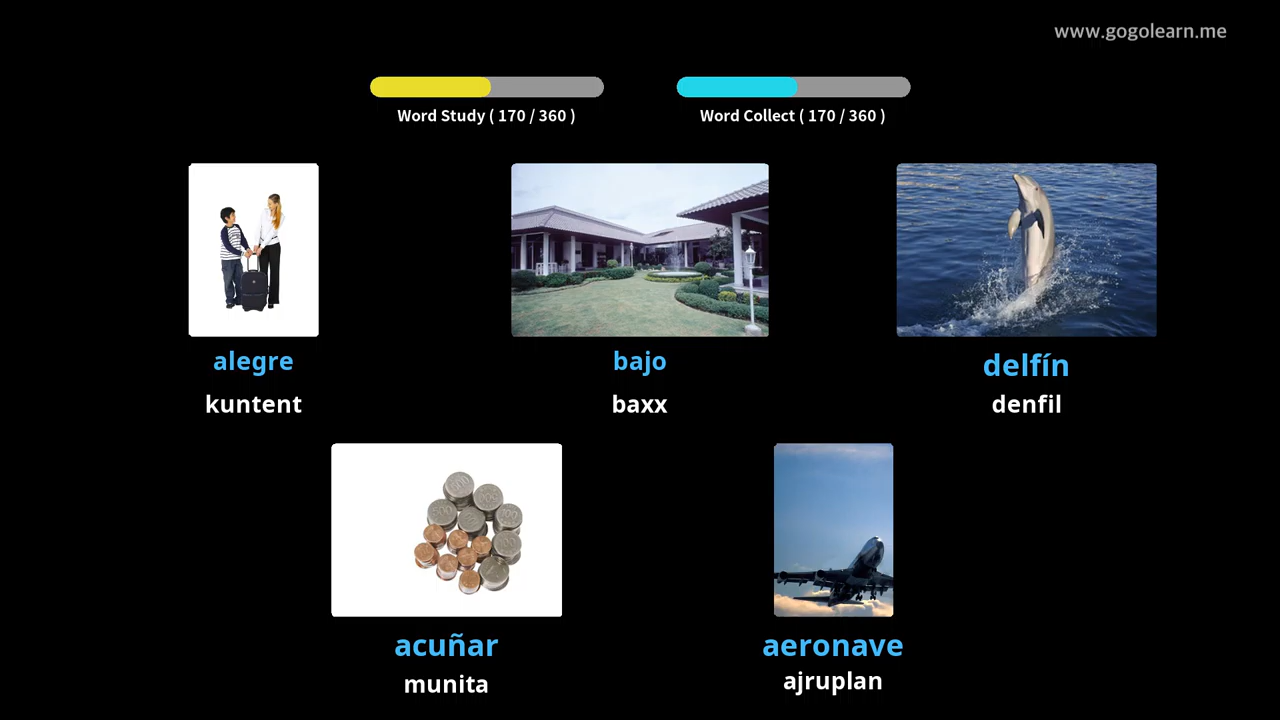 www.gogolearn.me
Word Study ( 170 / 360 )
Word Collect ( 170 / 360 )
alegre
kuntent
bajo
baxx
delfín
denfil
acuñar
munita
aeronave
ajruplan